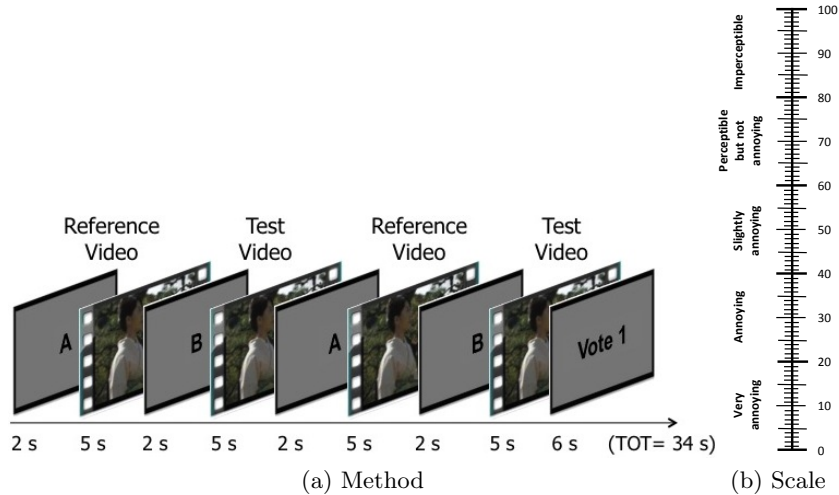 Reference
Video
Test
Video
Reference
Video
Test
Video
A
B
A
B
Vote 1
2 s 5 s 2 s 5 s 2 s 5 s 2 s 5 s 6 s (TOT= 34 s)
(a) Method
Imperceptible
Perceptible
but not
annoying
Slightly
annoying
Annoying
Very
annoying
100
90
80
70
60
50
40
30
20
10
0
(b) Scale